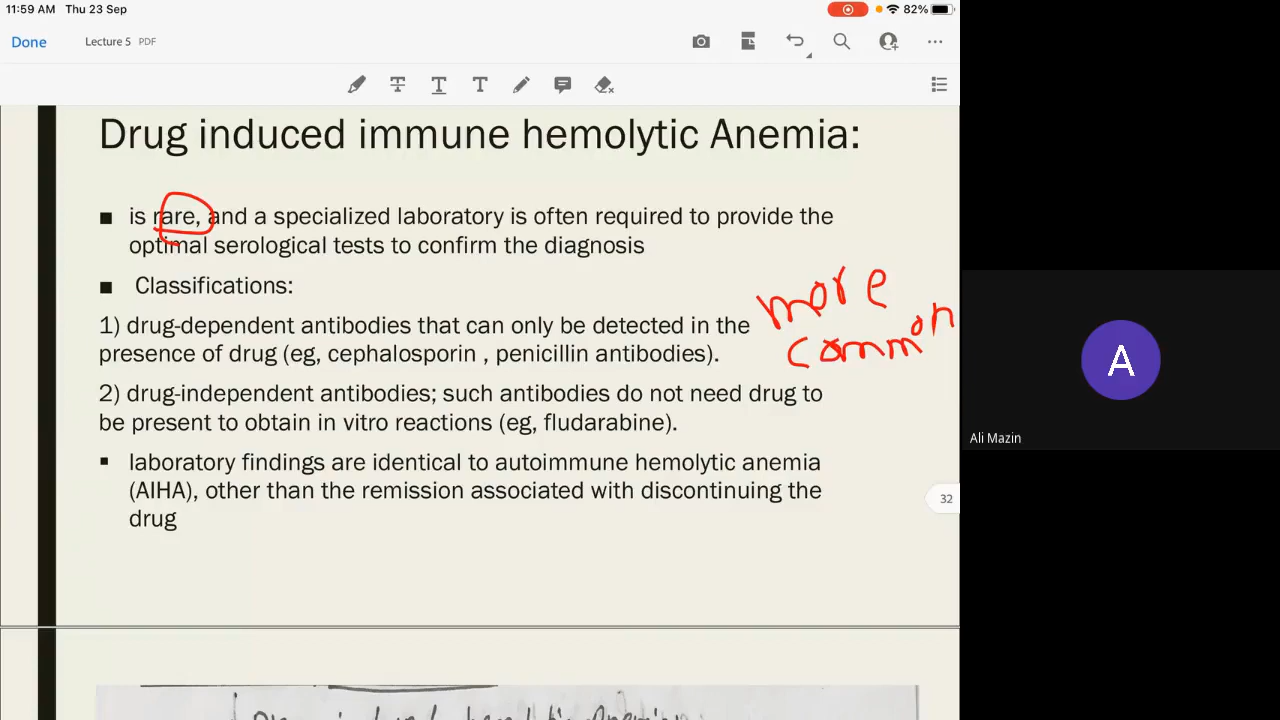 11:59 AM Thu 23 Sep
82%
Done
Lecture 5 PDF
T T
Drug induced immune hemolytic Anemia:
■ is rare, and a specialized laboratory is often required to provide the
optimal serological tests to confirm the diagnosis
■ Classifications:
more
1) drug-dependent antibodies that can only be detected in the
common
presence of drug (eg, cephalosporin , penicillin antibodies).
2) drug-independent antibodies; such antibodies do not need drug to
be present to obtain in vitro reactions (eg, fludarabine).
▪ laboratory findings are identical to autoimmune hemolytic anemia
(AIHA), other than the remission associated with discontinuing the
drug
32
A
Ali Mazin